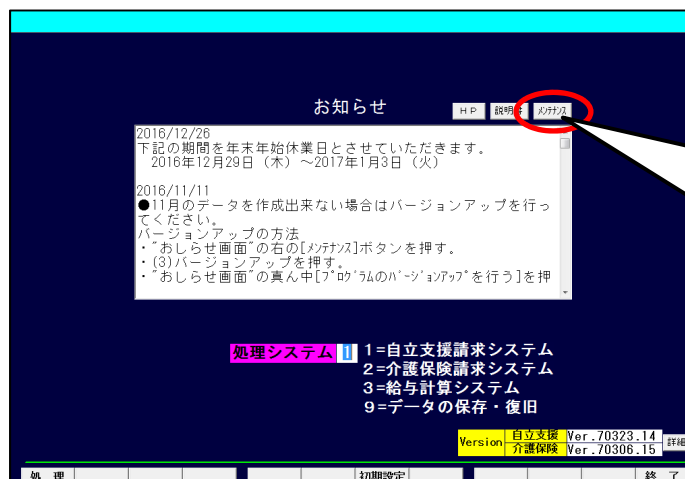 お知らせ
HP 説明書 ﾒﾝﾃﾅﾝｽ
2016/12/26
下記の期間を年末年始休業日とさせていただきます。
2016年12月29日（木）～2017年1月3日（火）
2016/11/11
●11月のデータを作成出来ない場合はバージョンアップを行っ
てください。
バージョンアップの方法
・"おしらせ画面"の右の[ﾒﾝﾃﾅﾝｽ]ボタンを押す。
・(3)バージョンアップを押す。
・"おしらせ画面"の真ん中[ﾌﾟﾛｸﾞﾗﾑのﾊﾞｰｼﾞｮﾝｱｯﾌﾟを行う]を押
処理システム 1 1=自立支援請求システム
2=介護保険請求システム
3=給与計算システム
9=データの保存・復旧
Version 自立支援 Ver.70323.14 詳細
介護保険 Ver.70306.15
処 理 初期設定 終 了